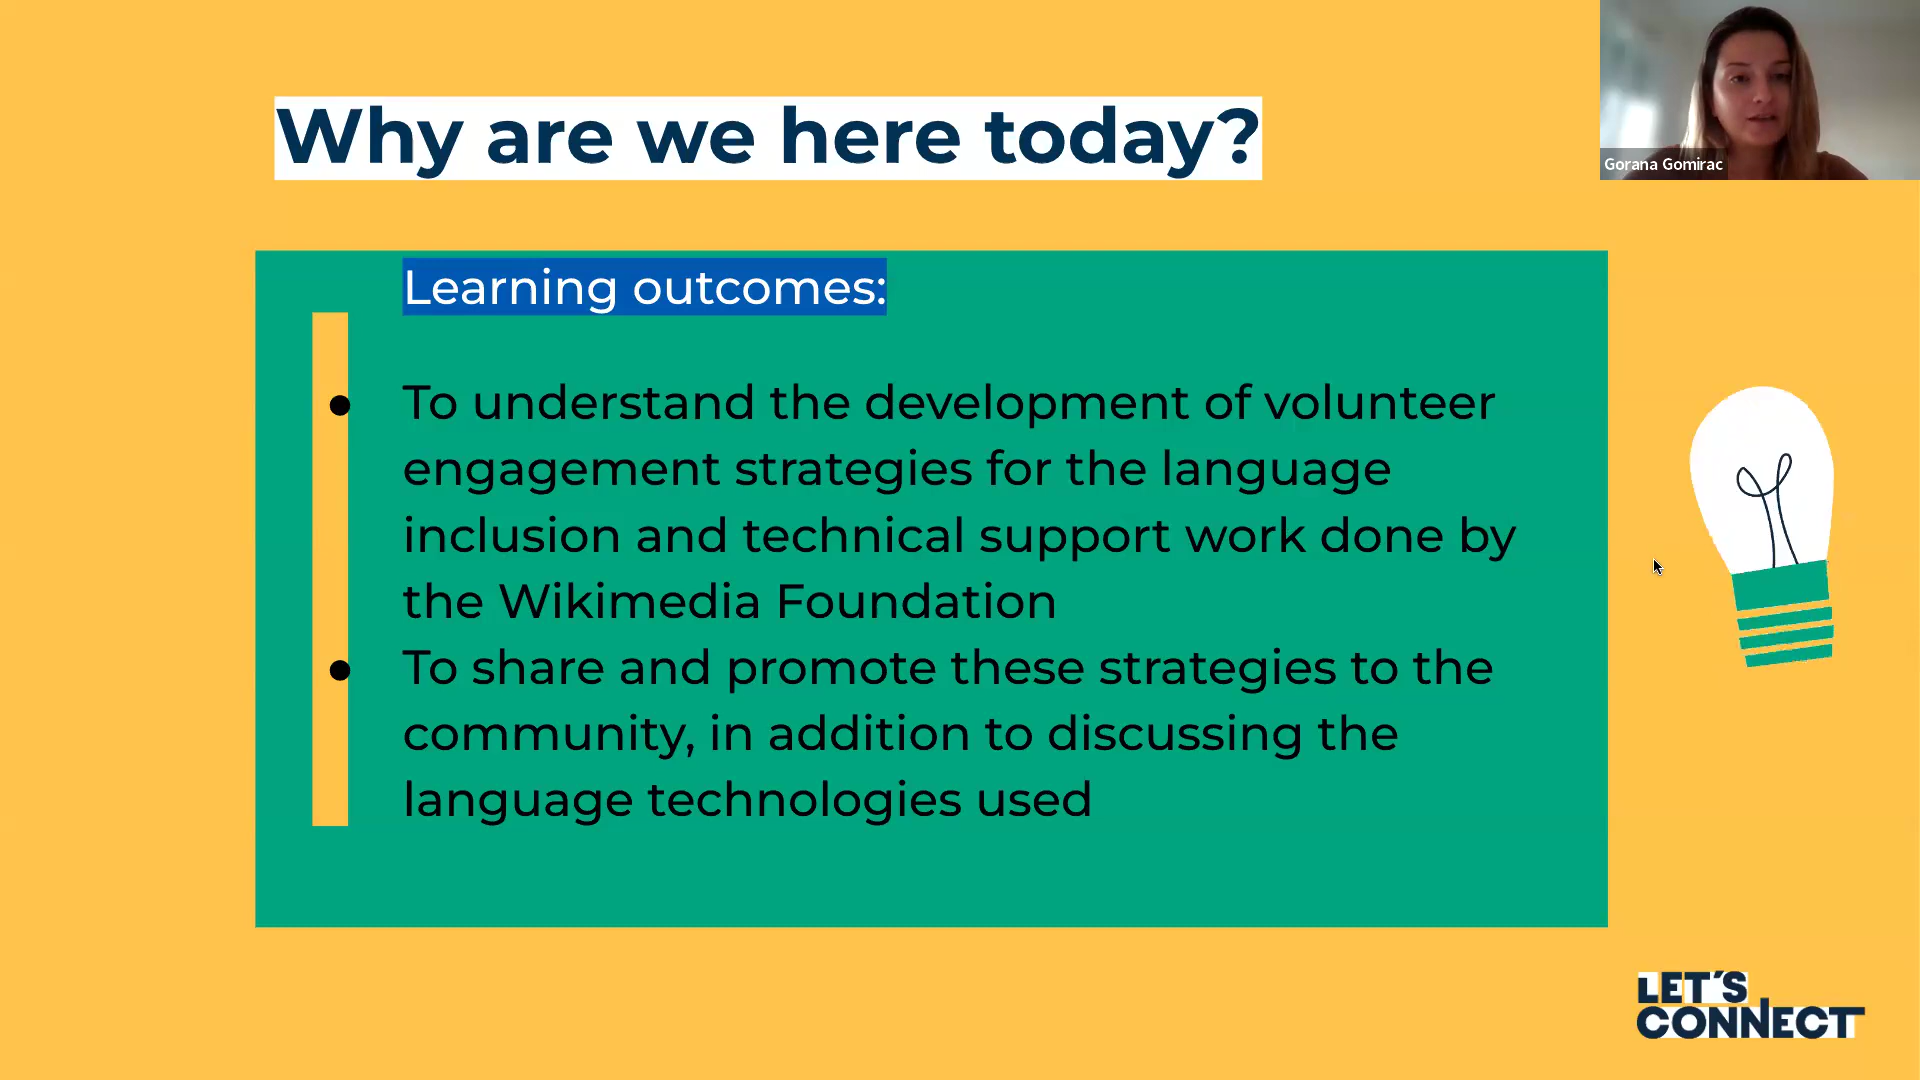 Why are we here today?
Gorana Gomirac
Learning outcomes:
● To understand the development of volunteer
engagement strategies for the language
inclusion and technical support work done by
the Wikimedia Foundation
● To share and promote these strategies to the
community, in addition to discussing the
language technologies used
LET'S
CONNECT